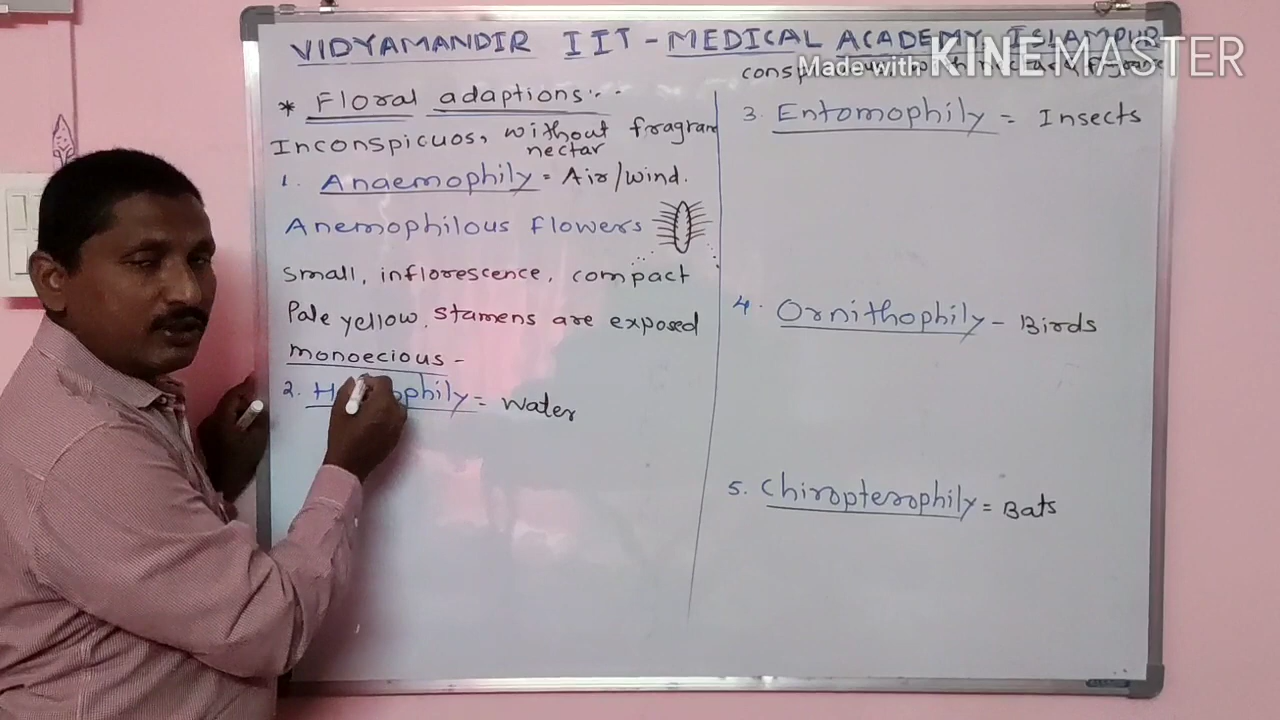 VIDYAMANDIR IIT - MEDICAL ACADEMY ISLAMPUR
Made with KINEMASTER
* Floral adaptions:- -
Inconspicuos, without fragran
nectar
1. Anaemophily = Air/wind.
Anemophilous flowers
Small, inflorescence, compact
Pale yellow, stamens are exposed
monoecious -
2. ophily = Water
3. Entomophily = Insects
4. Ornithophily - Birds
5. Chiropterophily = Bats